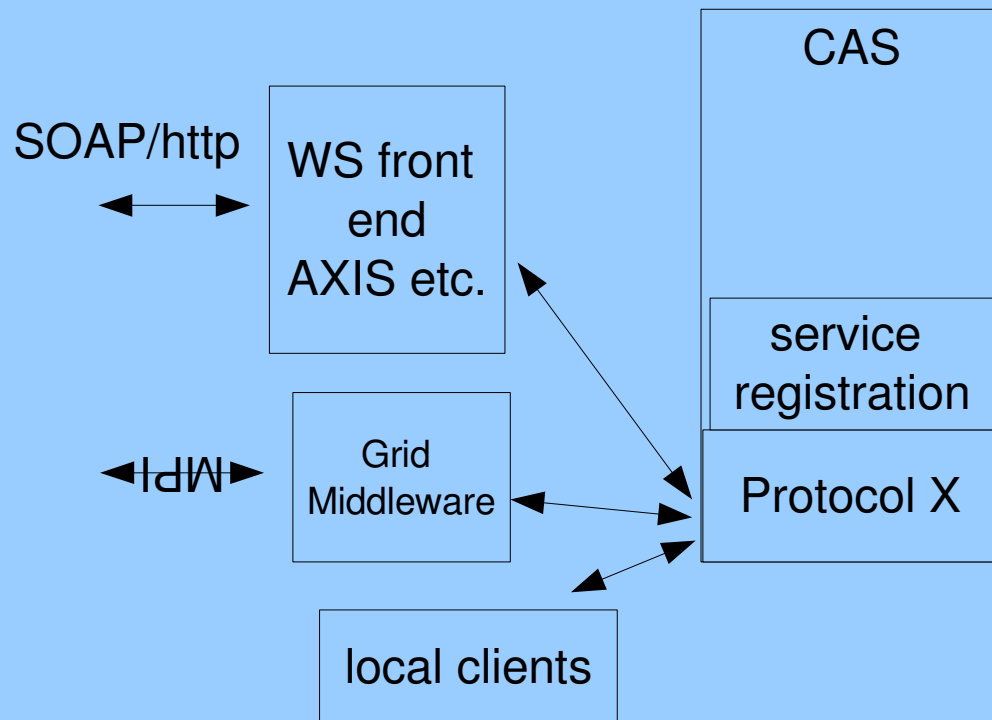 CAS
SOAP/http
WS front
end
AXIS etc.
service
registration
MPI
Grid
Middleware
Protocol X
local clients